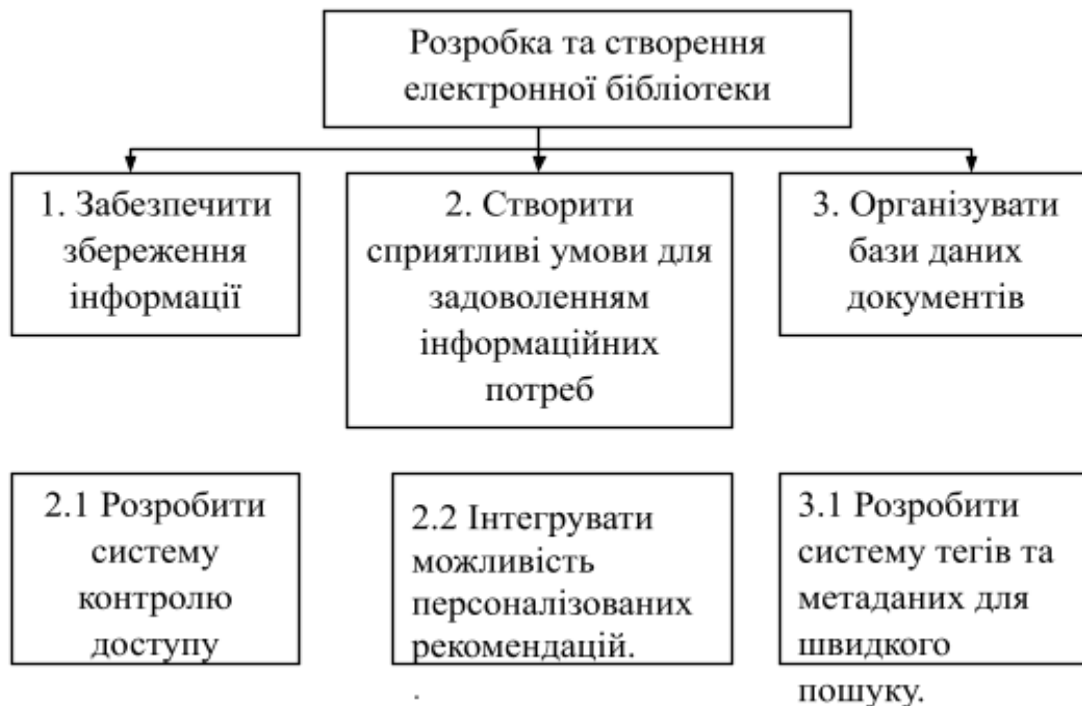 Розробка та створення
електронної бібліотеки
1. Забезпечити
збереження
інформації
2. Створити
сприятливі умови для
задоволенням
інформаційних
потреб
3. Організувати
бази даних
документів
2.1 Розробити
систему
контролю
доступу
2.2 Інтегрувати
можливість
персоналізованих
рекомендацій.
.
3.1 Розробити
систему тегів та
метаданих для
швидкого
пошуку.